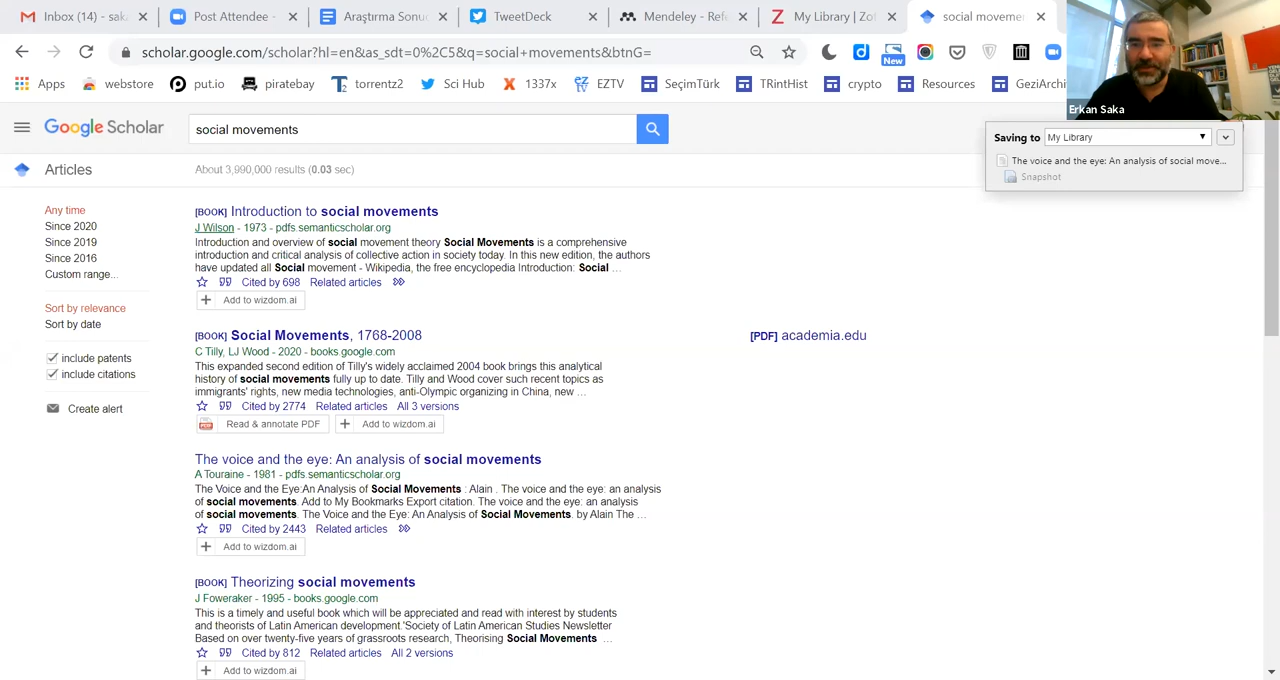 Inbox (14) - sak
Post Attendee -
Araştırma Sonuc
TweetDeck
Mendeley - Refe
My Library | Zot
social movemen
scholar.google.com/scholar?hl=en&as_sdt=0%2C5&q=social+movements&btnG=
New
Apps
webstore
put.io
piratebay
torrentz2
Sci Hub
1337x
EZTV
SeçimTürk
TRintHist
crypto
Resources
GeziArchi
Erkan Saka
Google Scholar
social movements
Saving to My Library
The voice and the eye: An analysis of social move...
Snapshot
Articles
About 3,990,000 results (0.03 sec)
Any time
Since 2020
Since 2019
Since 2016
Custom range...
Sort by relevance
Sort by date
include patents
include citations
Create alert
[BOOK] Introduction to social movements
J Wilson - 1973 - pdfs.semanticscholar.org
Introduction and overview of social movement theory Social Movements is a comprehensive
introduction and critical analysis of collective action in society today. In this new edition, the authors
have updated all Social movement - Wikipedia, the free encyclopedia Introduction: Social ...
Cited by 698 Related articles
Add to wizdom.ai
[BOOK] Social Movements, 1768-2008
[PDF] academia.edu
C Tilly, LJ Wood - 2020 - books.google.com
This expanded second edition of Tilly's widely acclaimed 2004 book brings this analytical
history of social movements fully up to date. Tilly and Wood cover such recent topics as
immigrants' rights, new media technologies, anti-Olympic organizing in China, new ...
Cited by 2774 Related articles All 3 versions
Read & annotate PDF
Add to wizdom.ai
The voice and the eye: An analysis of social movements
A Touraine - 1981 - pdfs.semanticscholar.org
The Voice and the Eye:An Analysis of Social Movements : Alain . The voice and the eye: an analysis
of social movements. Add to My Bookmarks Export citation. The voice and the eye: an analysis
of social movements. The Voice and the Eye: An Analysis of Social Movements. by Alain The ...
Cited by 2443 Related articles
Add to wizdom.ai
[BOOK] Theorizing social movements
J Foweraker - 1995 - books.google.com
This is a timely and useful book which will be appreciated and read with interest by students
and theorists of Latin American development.'Society of Latin American Studies Newsletter
Based on over twenty-five years of grassroots research, Theorising Social Movements ...
Cited by 812 Related articles All 2 versions
Add to wizdom.ai